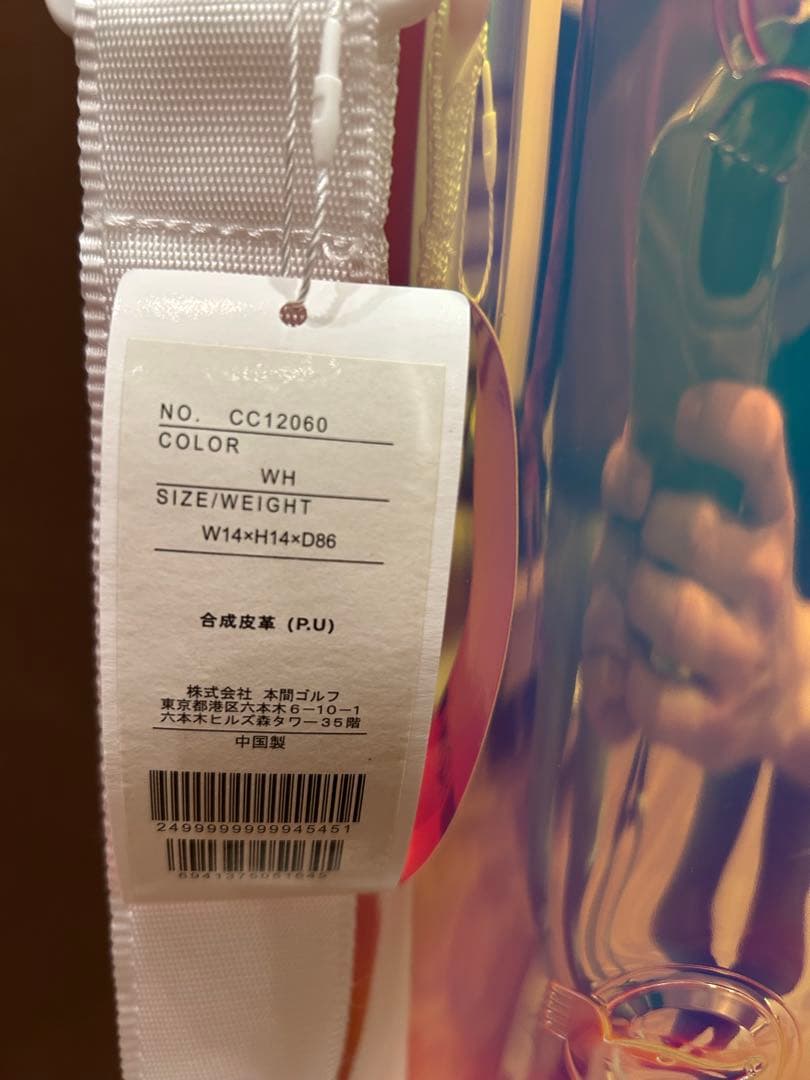 NO. CC12060
COLOR
WH
SIZE/WEIGHT
W14×H14×D86
合成皮革 (P.U)
株式会社 本間ゴルフ
東京都港区六本木6-10-1
六本木ヒルズ森タワー35階
中国製
2499999999945451